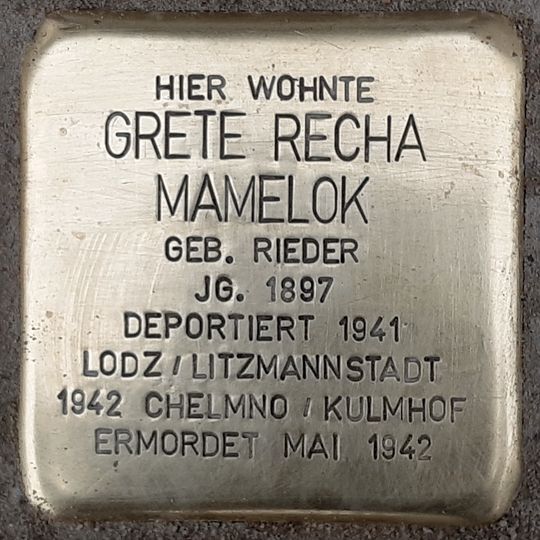 HIER WOHNTE
GRETE RECHA
MAMELOK
GEB. RIEDER
JG. 1897
DEPORTIERT 1941
LODZ / LITZMANNSTADT
1942 CHELMNO / KULMHOF
ERMORDET MAI 1942